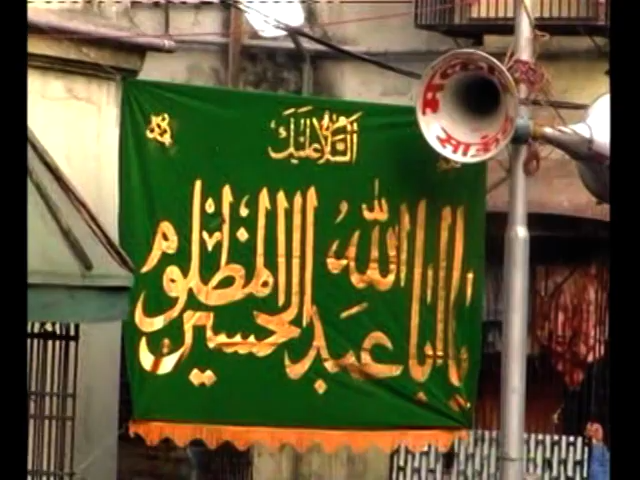 السلام عليك
يا ابا عبد الله الحسين المظلوم